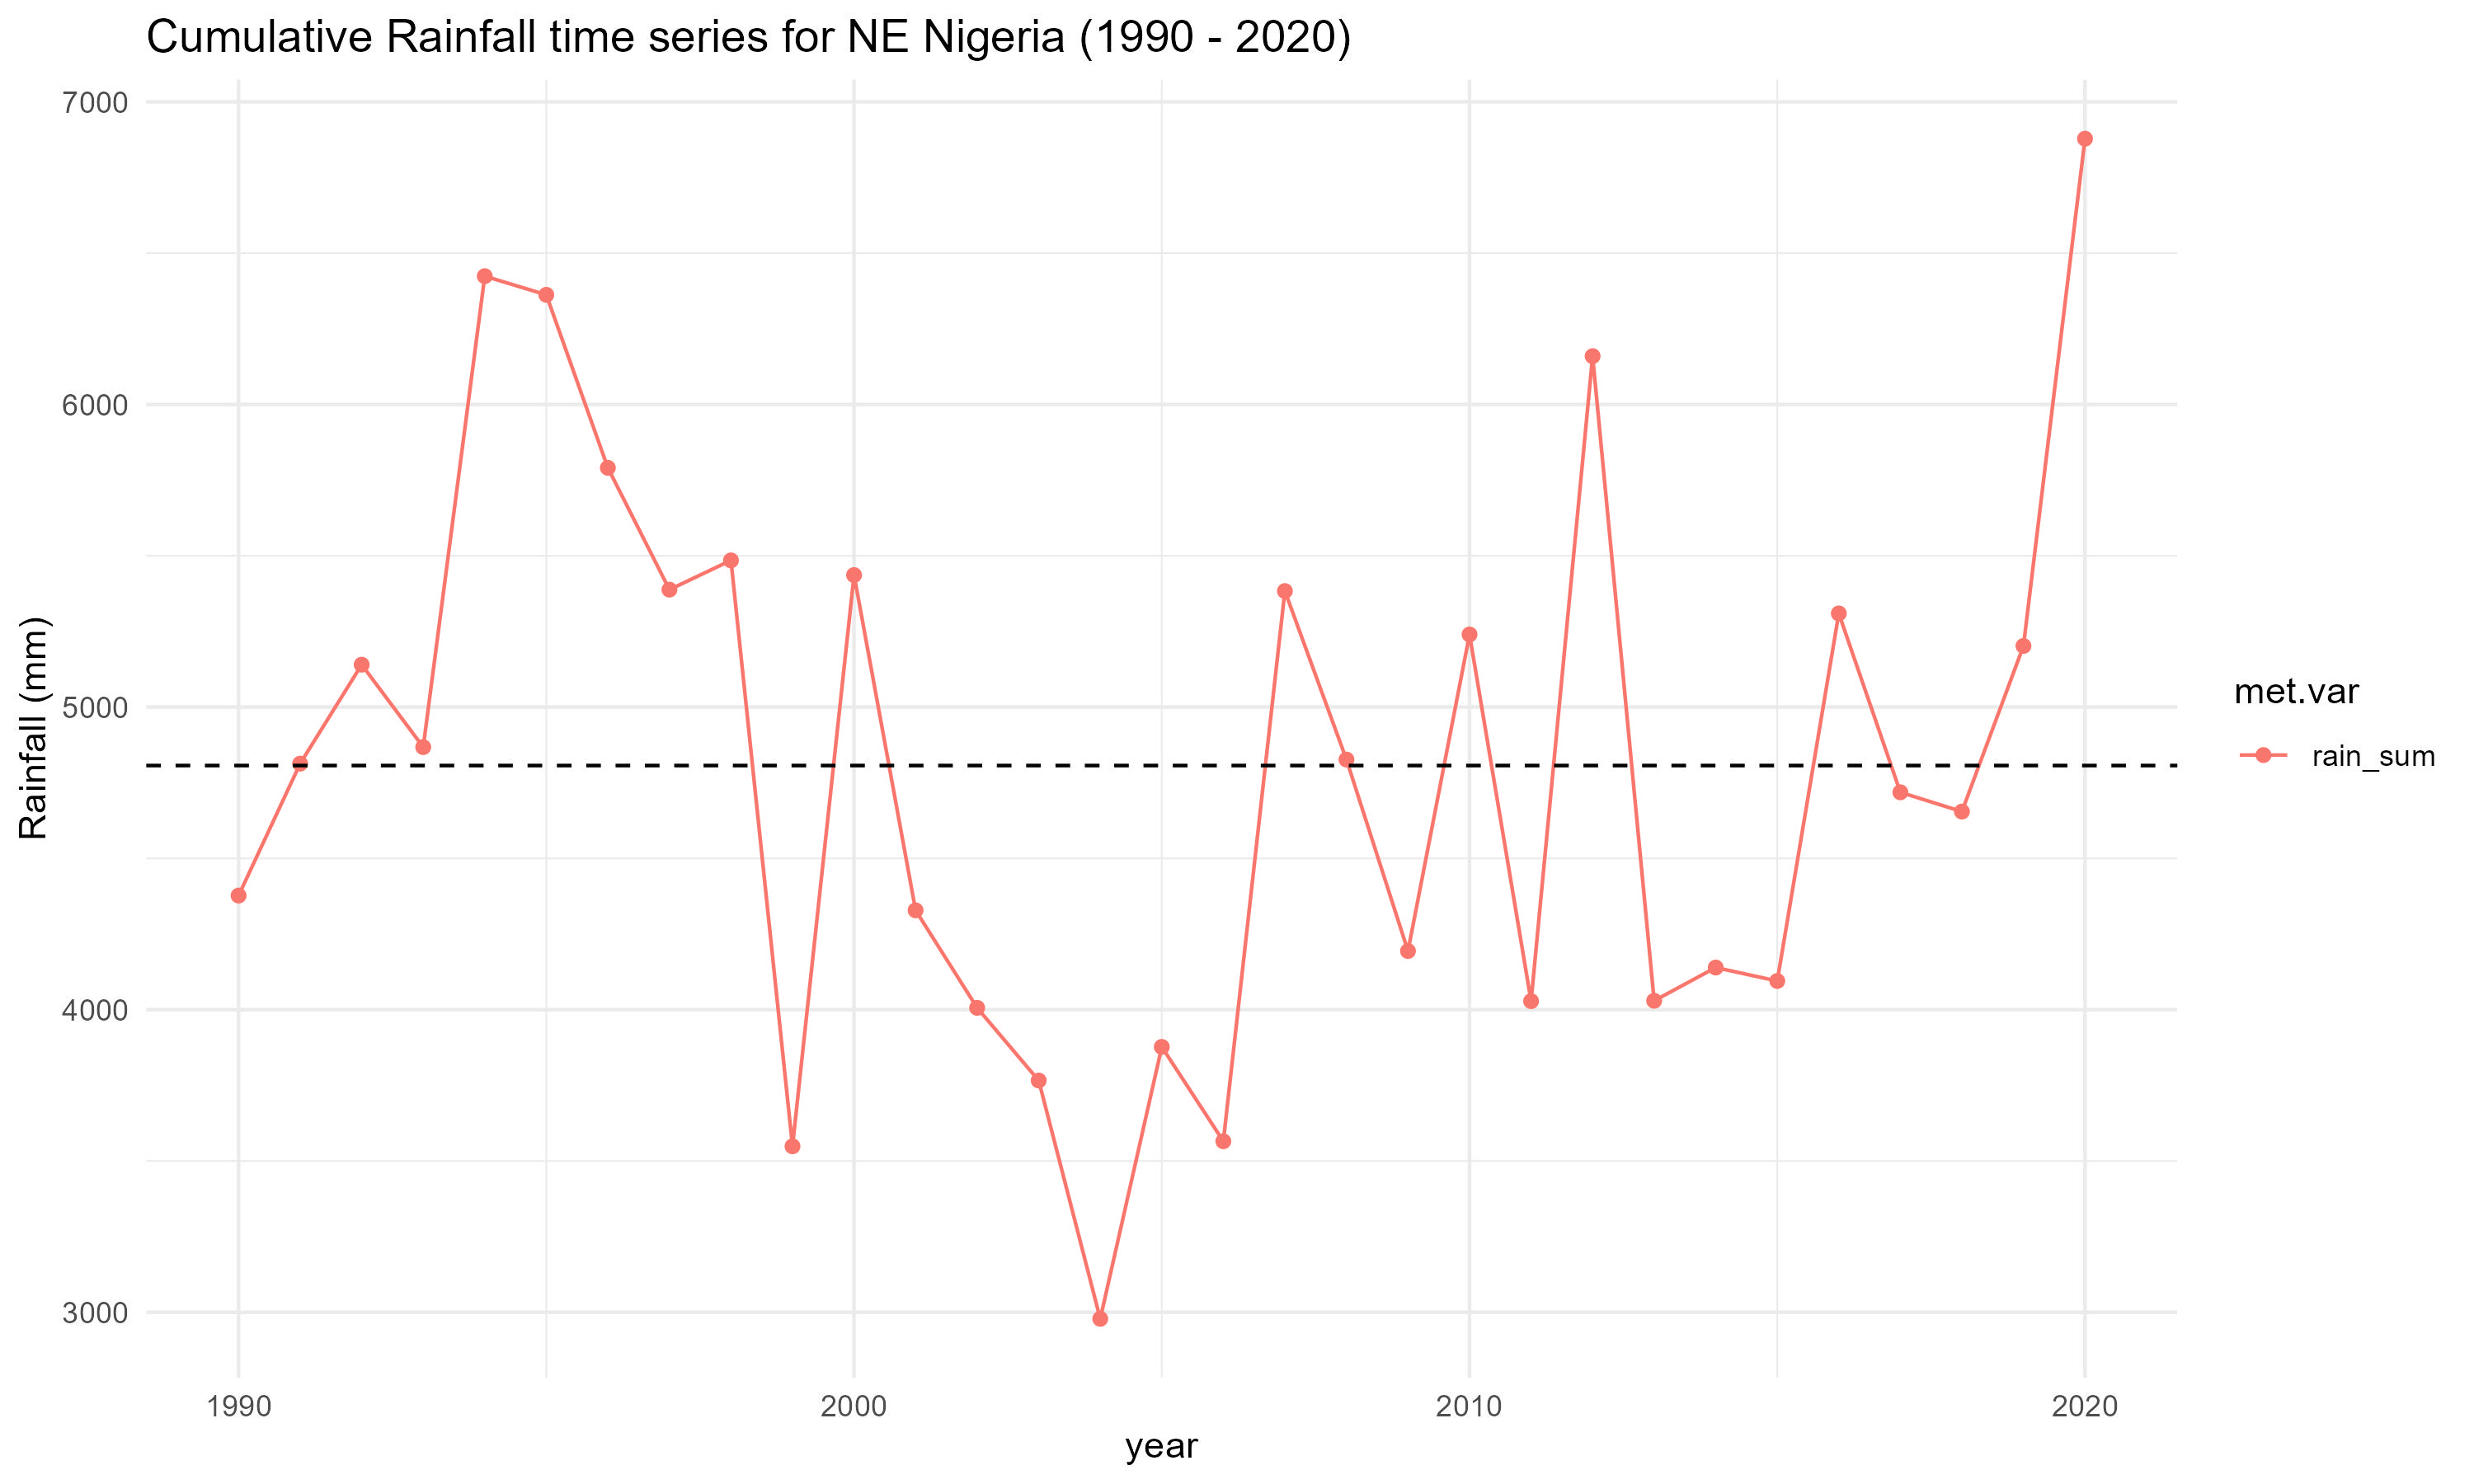 Cumulative Rainfall time series for NE Nigeria (1990 - 2020)
7000
6000
5000
4000
3000
Rainfall (mm)
1990 2000 2010 2020
year
met.var
rain_sum